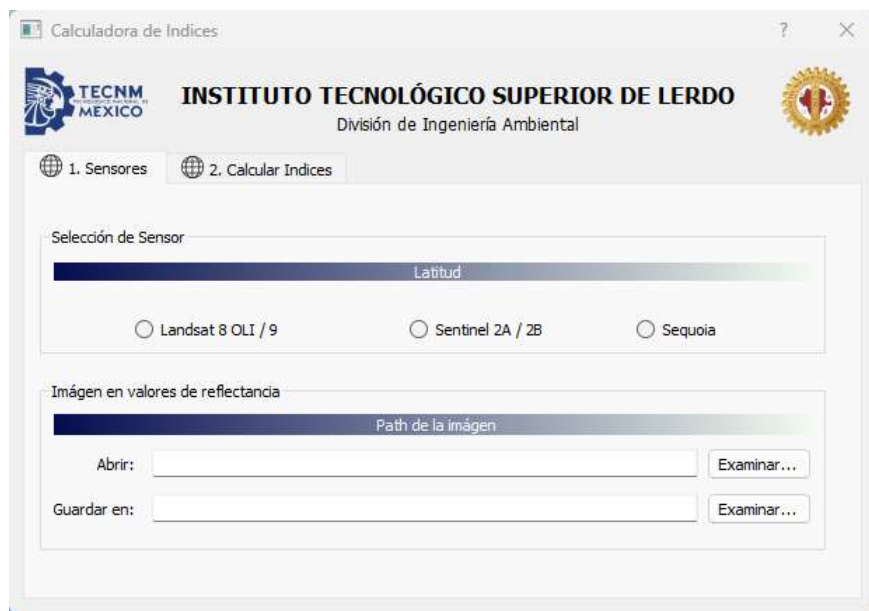 Calculadora de Indices
?
TECNM
MÉXICO
INSTITUTO TECNOLÓGICO SUPERIOR DE LERDO
División de Ingeniería Ambiental
1. Sensores
2. Calcular Indices
Selección de Sensor
Latitud
Landsat 8 OLI / 9
Sentinel 2A / 2B
Sequoia
Imágen en valores de reflectancia
Path de la imágen
Abrir:
Examinar...
Guardar en:
Examinar...